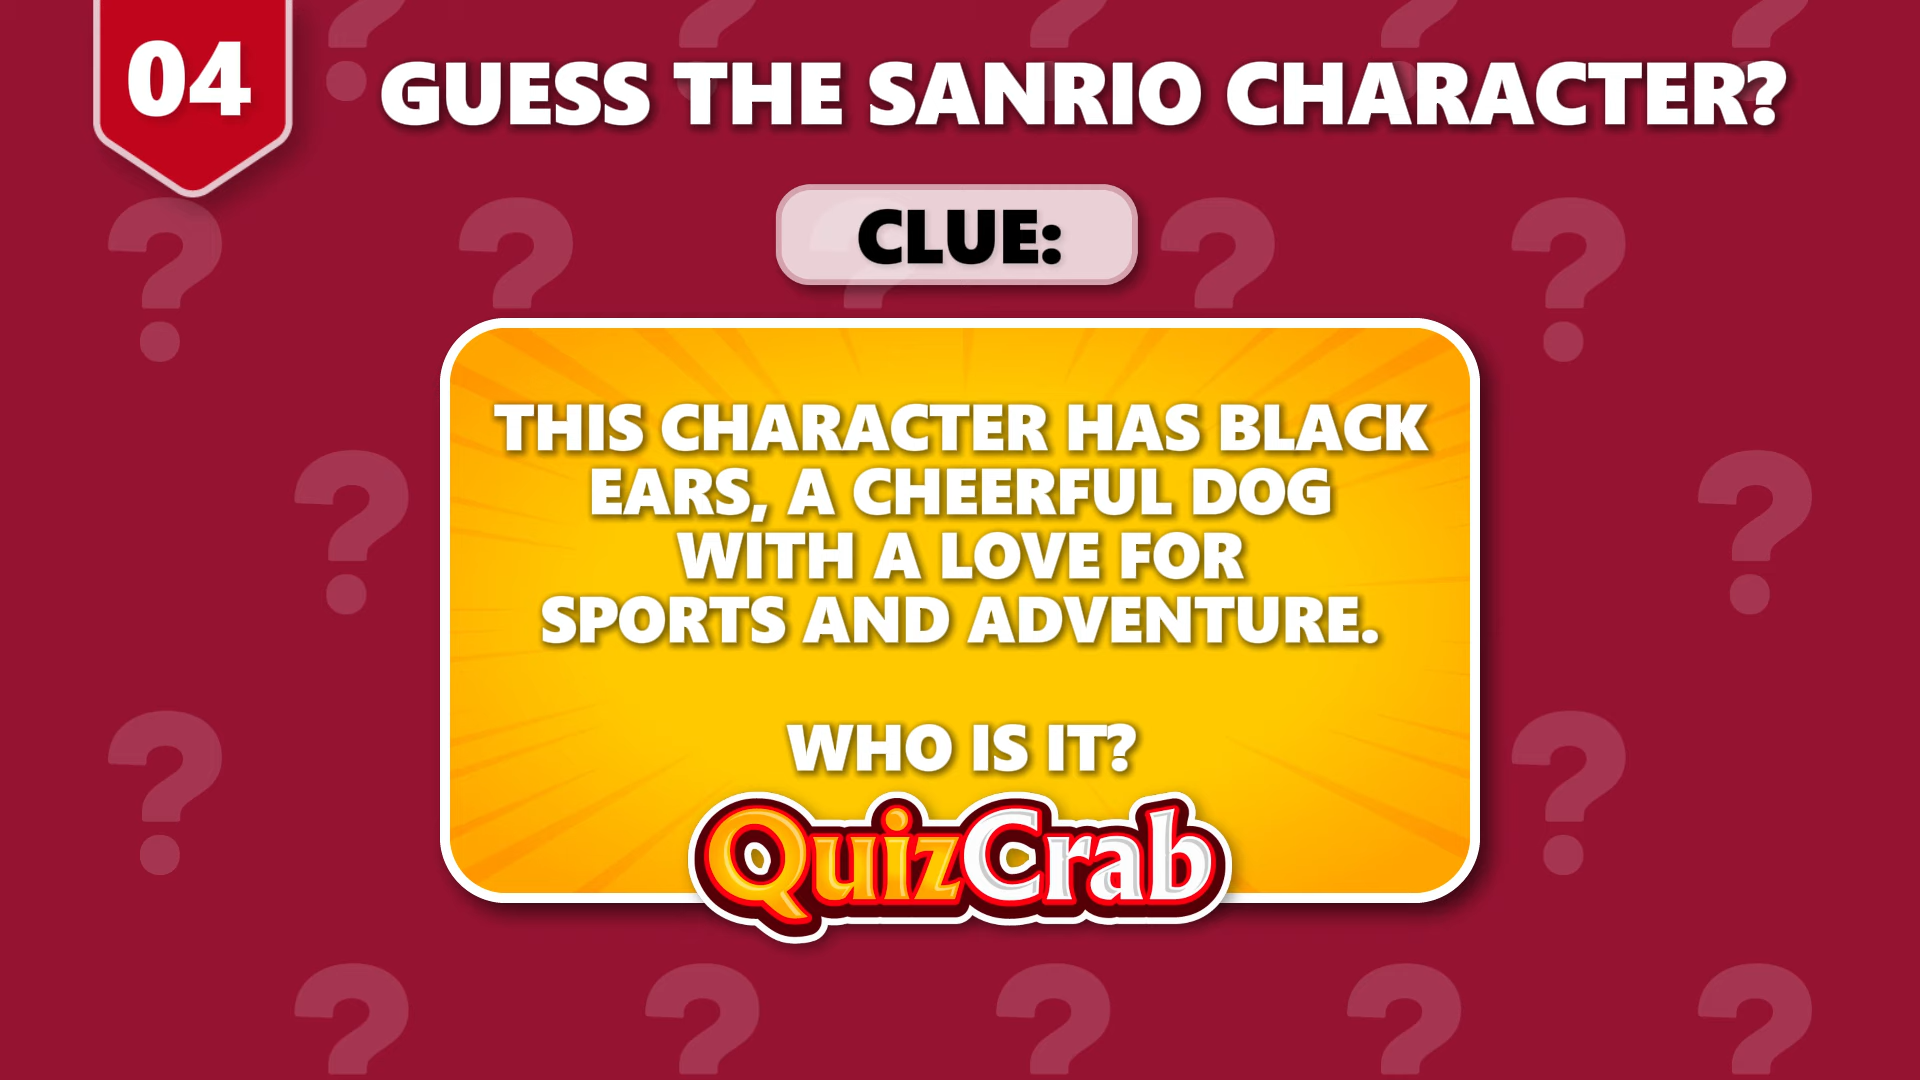 04
GUESS THE SANRIO CHARACTER?
CLUE:
THIS CHARACTER HAS BLACK
EARS, A CHEERFUL DOG
WITH A LOVE FOR
SPORTS AND ADVENTURE.
WHO IS IT?
QuizCrab